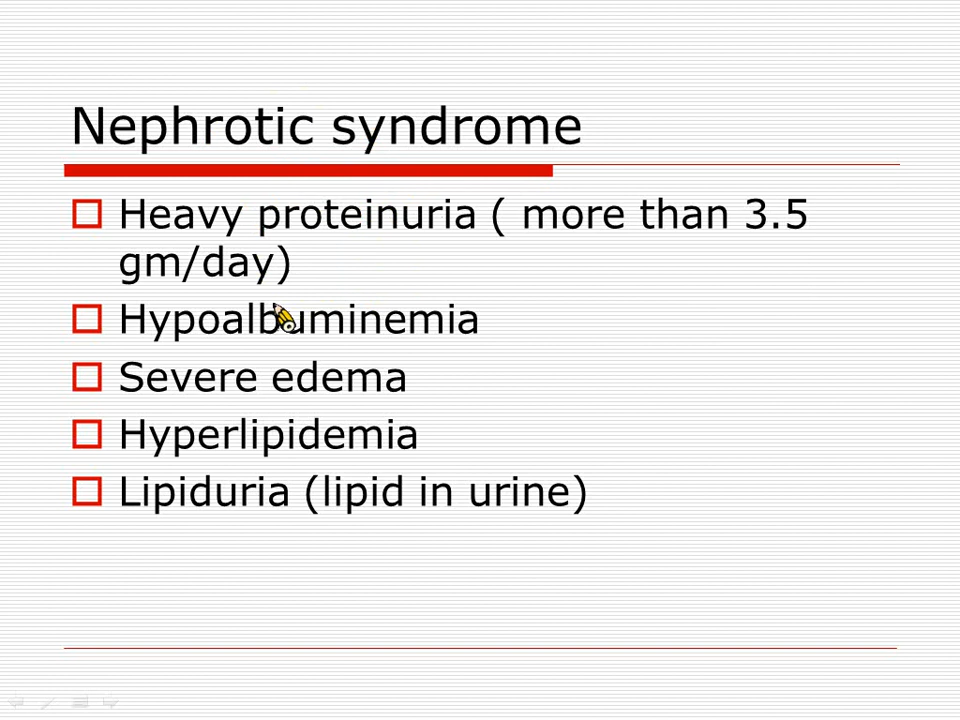 Nephrotic syndrome
Heavy proteinuria ( more than 3.5
gm/day)
Hypoalbuminemia
Severe edema
Hyperlipidemia
Lipiduria (lipid in urine)